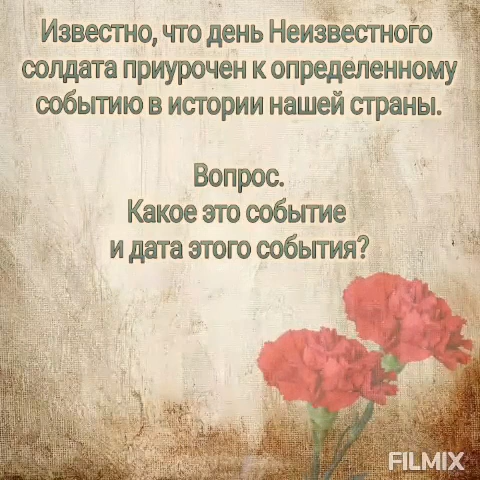 Известно, что день Неизвестного
солдата приурочен к определенному
событию в истории нашей страны.
Вопрос.
Какое это событие
и дата этого события?
FILMIX